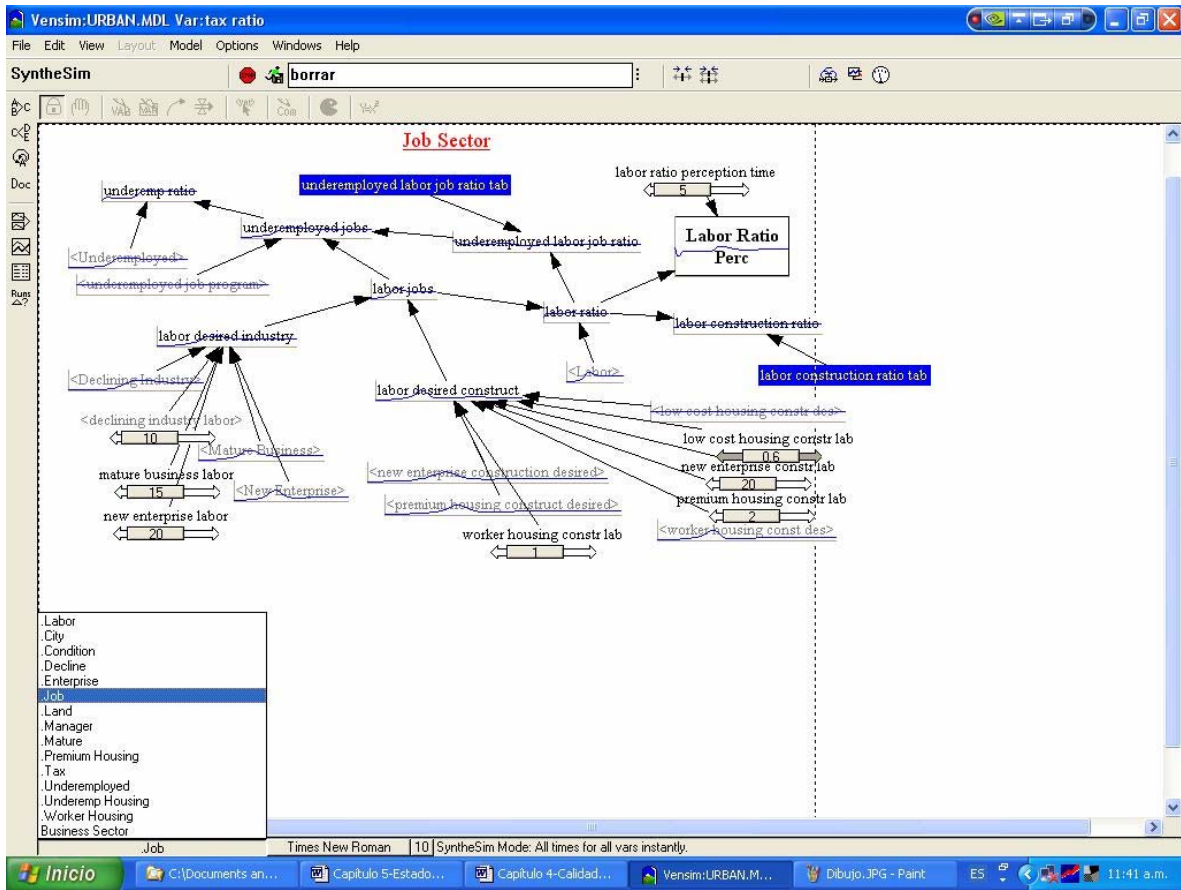 Vensim:URBAN.MDL Var:tax ratio
File Edit View Layout Model Options Windows Help
SyntheSim
STOP
borrar
Job Sector
Doc
Runs
Com
underemp ratio
underemployed labor job ratio tab
labor ratio perception time
5
underemployed jobs
underemployed labor job ratio
Labor Ratio
Perc
<Underemployed>
<underemployed job program>
labor jobs
labor ratio
labor construction ratio
labor desired industry
<Labor>
labor construction ratio tab
<Declining Industry>
labor desired construct
<low cost housing constr des>
<declining industry labor>
10
low cost housing constr lab
0.6
<Mature Business>
new enterprise constr lab
20
mature business labor
15
<new enterprise construction desired>
<New Enterprise>
premium housing constr lab
2
<premium housing construct desired>
new enterprise labor
20
worker housing constr lab
1
<worker housing const des>
.Labor
.City
.Condition
.Decline
.Enterprise
.Job
.Land
.Manager
.Mature
.Premium Housing
.Tax
.Underemployed
.Underemp Housing
.Worker Housing
Business Sector
.Job Times New Roman 10 SyntheSim Mode: All times for all vars instantly.
Inicio C:\Documents an... Capítulo 5-Estado... Capítulo 4-Calidad... Vensim:URBAN.M... Dibujo.JPG - Paint ES 11:41 a.m.